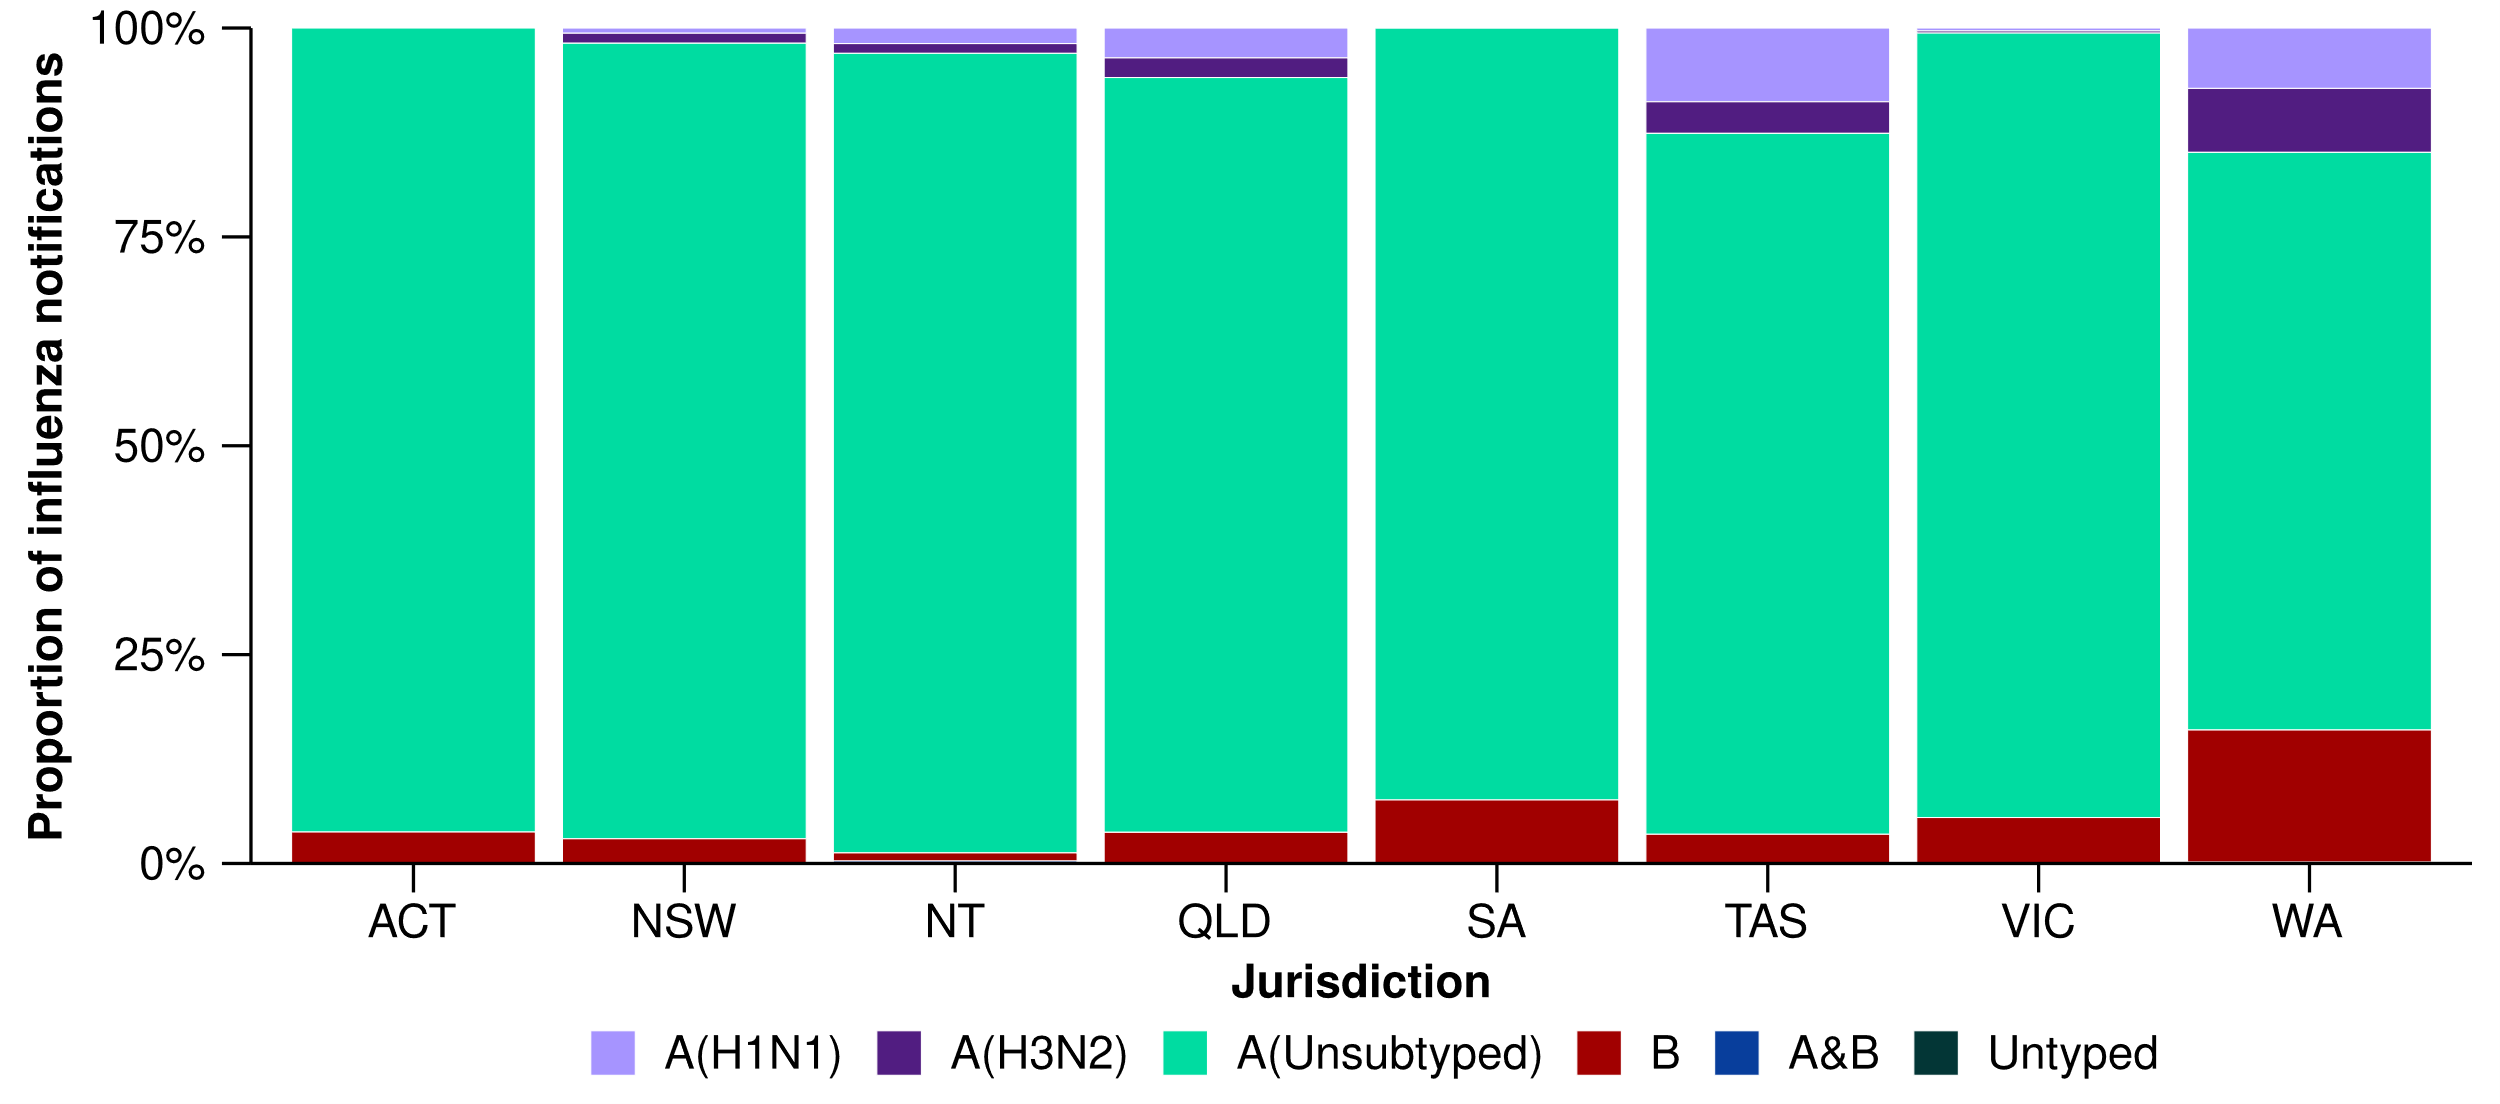 Proportion of influenza notifications
100%
75%
50%
25%
0%
ACT NSW NT QLD SA TAS VIC WA
Jurisdiction
A(H1N1) A(H3N2) A(Unsubtyped) B A&B Untyped